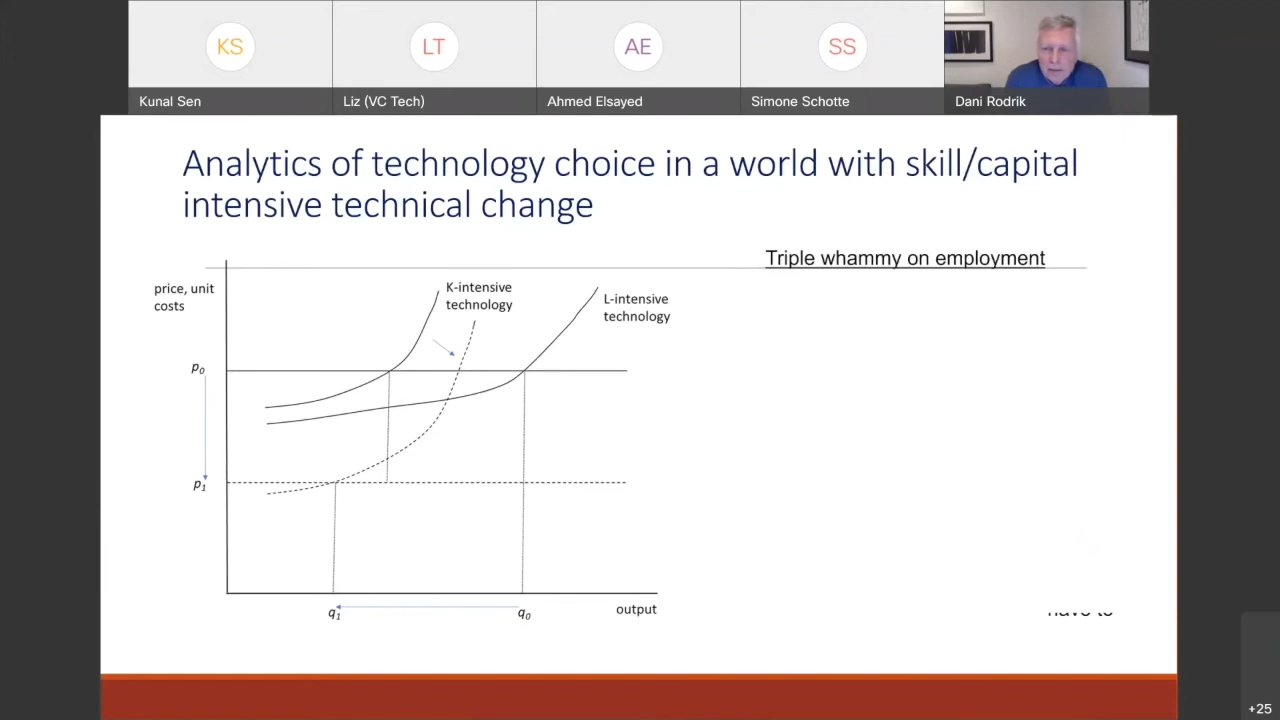 KS
LT
AE
SS
Kunal Sen
Liz (VC Tech)
Ahmed Elsayed
Simone Schotte
Dani Rodrik
Analytics of technology choice in a world with skill/capital
intensive technical change
Triple whammy on employment
price, unit
costs
K-intensive
technology
L-intensive
technology
p0
p1
q1
q0
output
+25